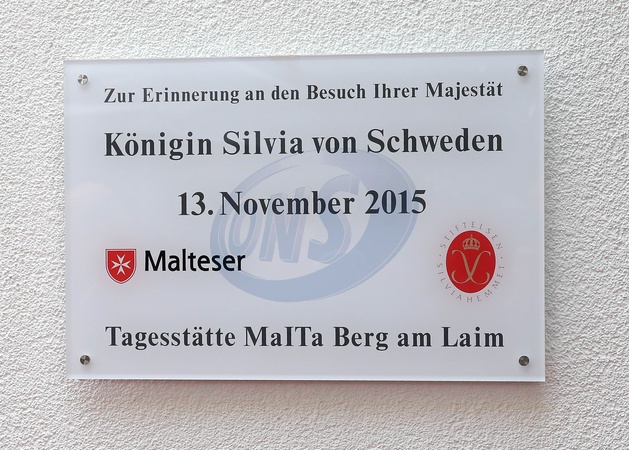 Zur Erinnerung an den Besuch Ihrer Majestät
Königin Silvia von Schweden
13. November 2015
ONS
Malteser
STIFTELSEN SILVIAHEMMET
Tagesstätte MaITa Berg am Laim